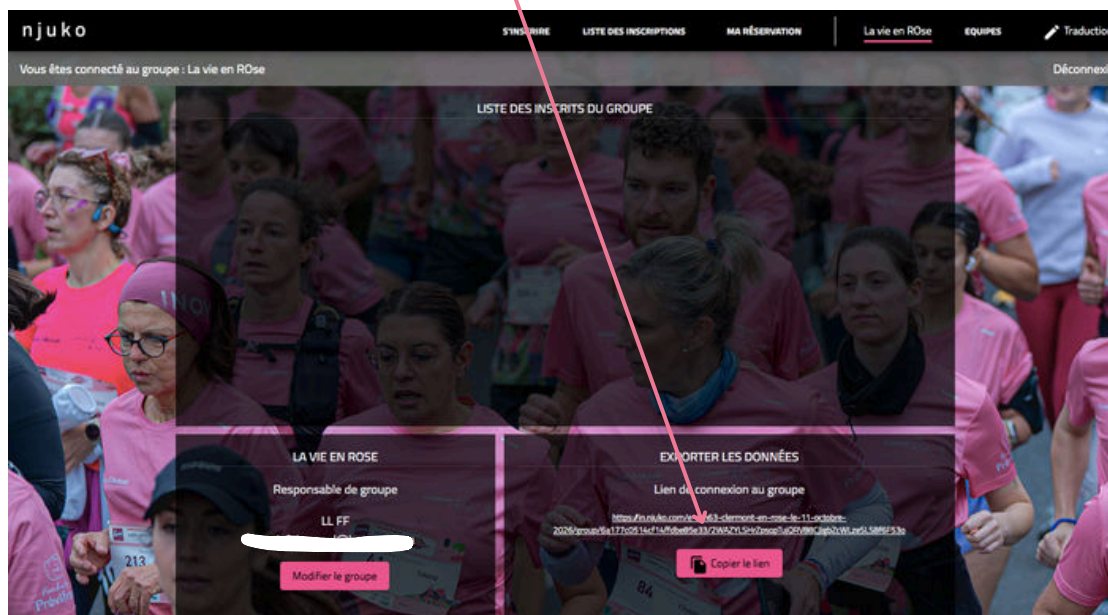 njuko
S'INSCRIRE LISTE DES INSCRIPTIONS MA RÉSERVATION La vie en ROse EQUIPES Traduction
Vous êtes connecté au groupe : La vie en ROse Déconnexi
LISTE DES INSCRITS DU GROUPE
INOV
LA VIE EN ROSE
Responsable de groupe
LL FF
Modifier le groupe
EXPORTER LES DONNÉES
Lien de connexion au groupe
Copier le lien
213
84